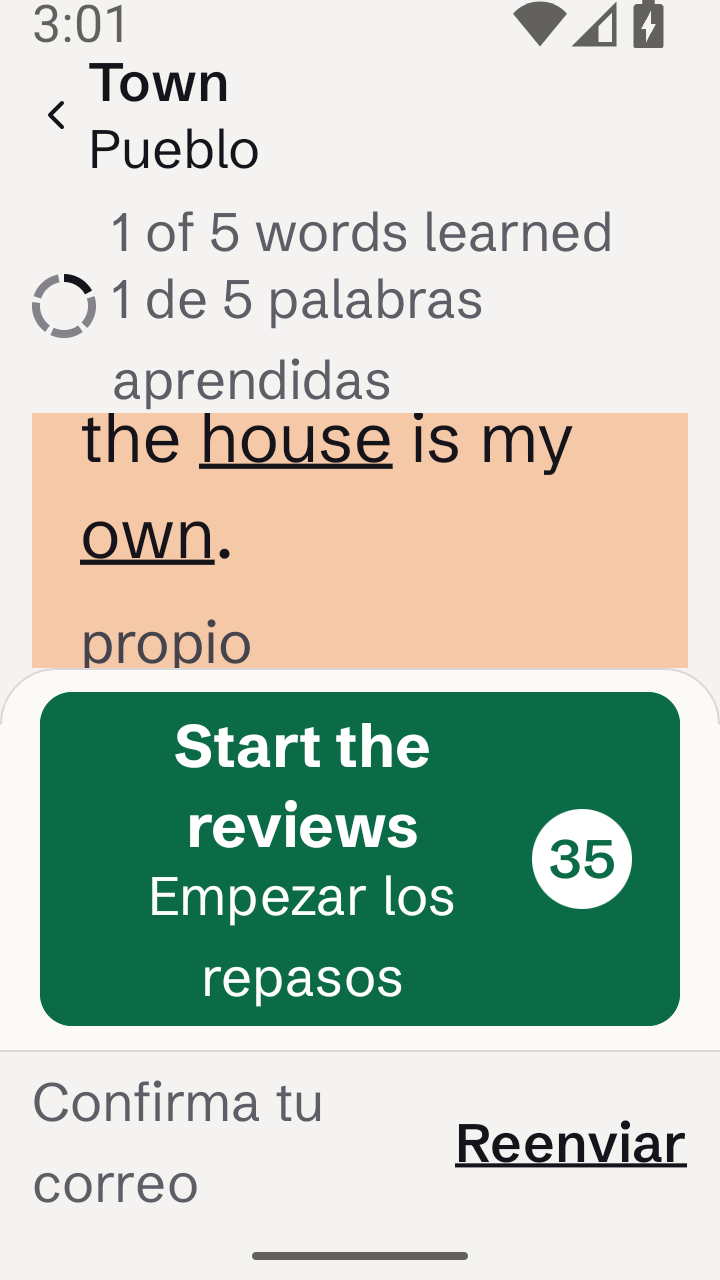 3:01
Town
Pueblo
1 of 5 words learned
1 de 5 palabras
aprendidas
the house is my
own.
propio
Start the
reviews
35
Empezar los
repasos
Confirma tu
correo
Reenviar